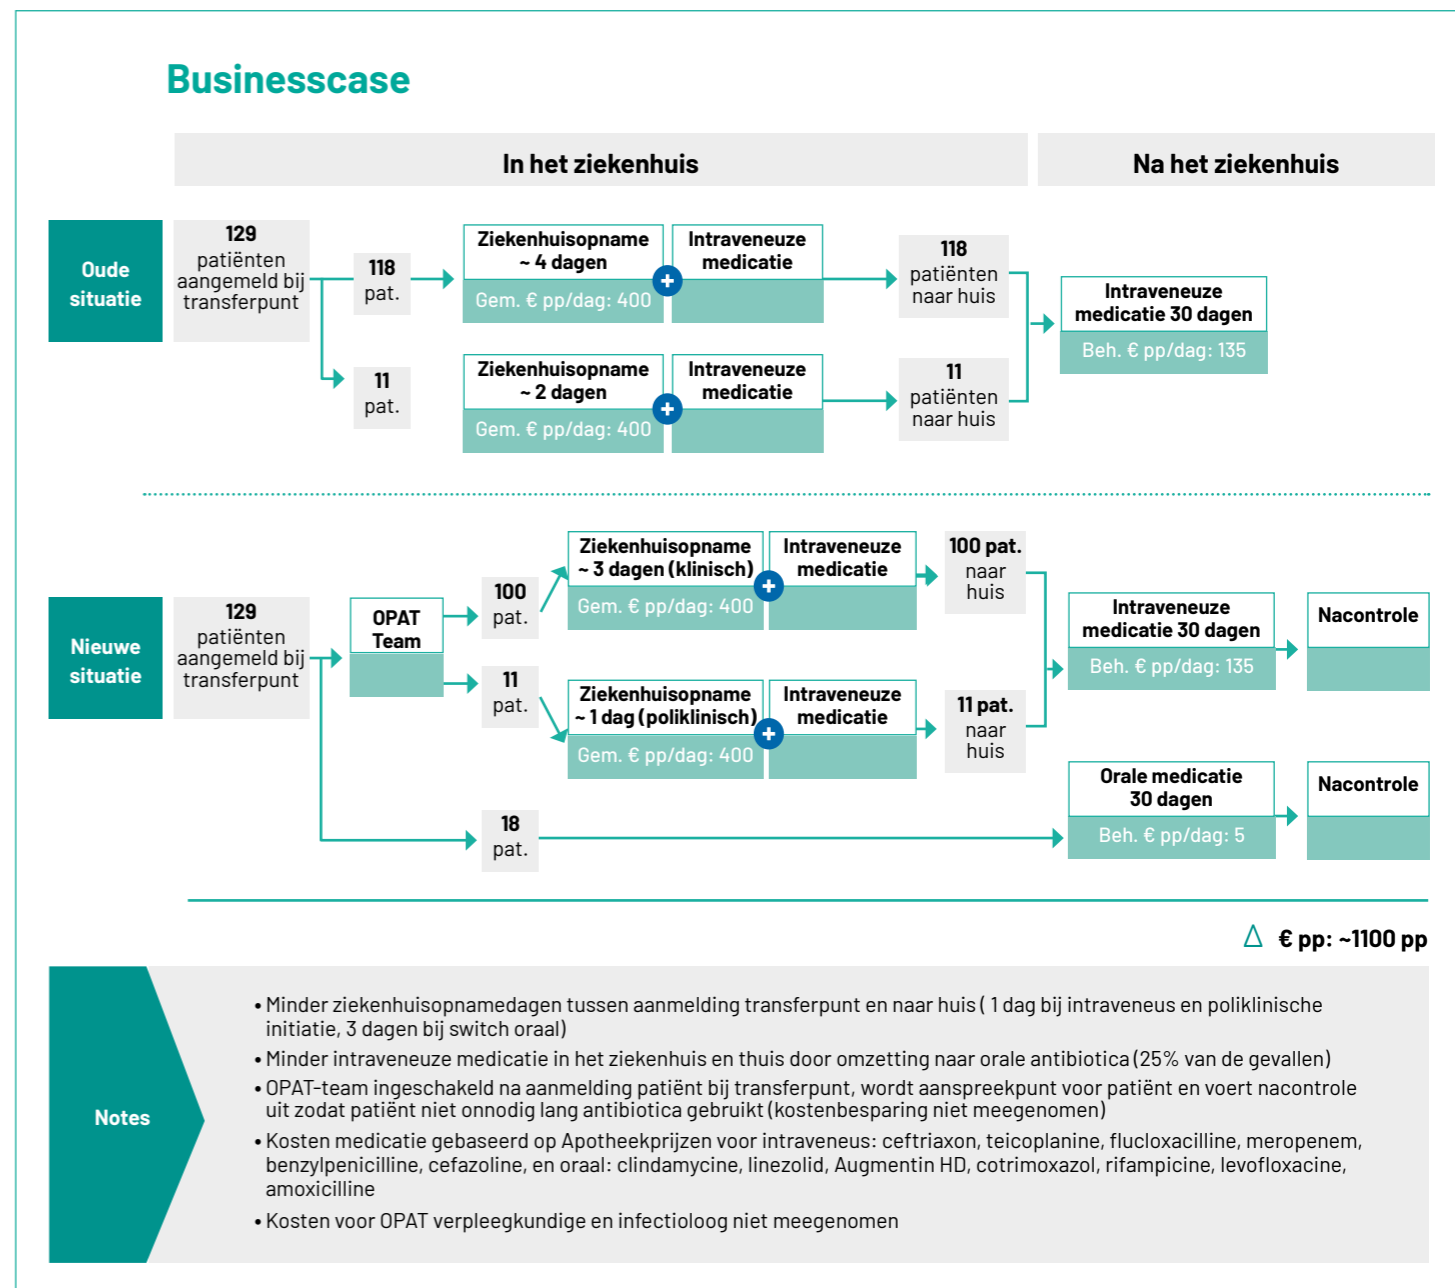 Businesscase
In het ziekenhuis
Na het ziekenhuis
Oude
situatie
129
patiënten
aangemeld bij
transferpunt
118
pat.
Ziekenhuisopname
~ 4 dagen
Gem. € pp/dag: 400
+
Intraveneuze
medicatie
118
patiënten
naar huis
11
pat.
Ziekenhuisopname
~ 2 dagen
Gem. € pp/dag: 400
+
Intraveneuze
medicatie
11
patiënten
naar huis
Intraveneuze
medicatie 30 dagen
Beh. € pp/dag: 135
Nieuwe
situatie
129
patiënten
aangemeld bij
transferpunt
OPAT
Team
100
pat.
Ziekenhuisopname
~ 3 dagen (klinisch)
Gem. € pp/dag: 400
+
Intraveneuze
medicatie
100 pat.
naar
huis
11
pat.
Ziekenhuisopname
~ 1 dag (poliklinisch)
Gem. € pp/dag: 400
+
Intraveneuze
medicatie
11 pat.
naar
huis
Intraveneuze
medicatie 30 dagen
Beh. € pp/dag: 135
Nacontrole
18
pat.
Orale medicatie
30 dagen
Beh. € pp/dag: 5
Nacontrole
△ € pp: ~1100 pp
Notes
• Minder ziekenhuisopnamedagen tussen aanmelding transferpunt en naar huis ( 1 dag bij intraveneus en poliklinische
initiatie, 3 dagen bij switch oraal)
• Minder intraveneuze medicatie in het ziekenhuis en thuis door omzetting naar orale antibiotica (25% van de gevallen)
• OPAT-team ingeschakeld na aanmelding patiënt bij transferpunt, wordt aanspreekpunt voor patiënt en voert nacontrole
uit zodat patiënt niet onnodig lang antibiotica gebruikt (kostenbesparing niet meegenomen)
• Kosten medicatie gebaseerd op Apotheekprijzen voor intraveneus: ceftriaxon, teicoplanine, flucloxacilline, meropenem,
benzylpenicilline, cefazoline, en oraal: clindamycine, linezolid, Augmentin HD, cotrimoxazol, rifampicine, levofloxacine,
amoxicilline
• Kosten voor OPAT verpleegkundige en infectioloog niet meegenomen